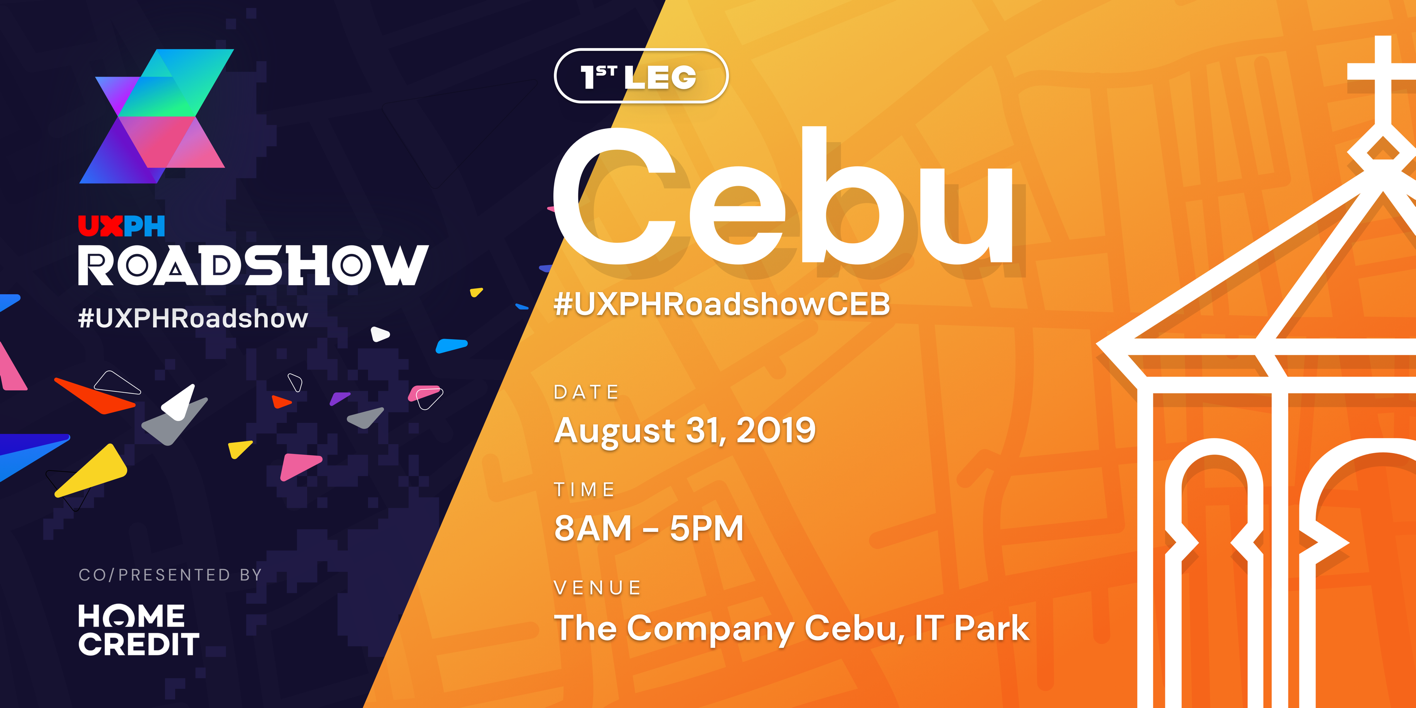 UXPH
ROADSHOW
#UXPHRoadshow
CO/PRESENTED BY
HOME
CREDIT
1ST LEG
Cebu
#UXPHRoadshowCEB
DATE
August 31, 2019
TIME
8AM – 5PM
VENUE
The Company Cebu, IT Park